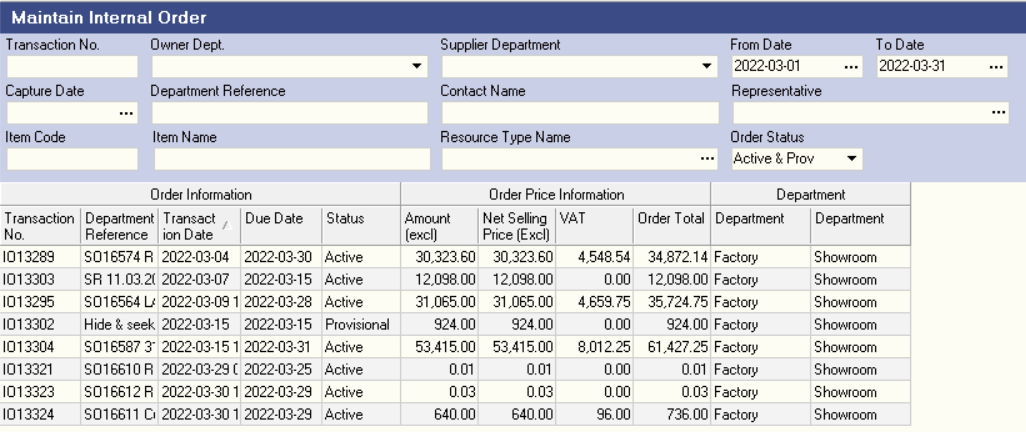 Maintain Internal Order
Transaction No. Owner Dept. Supplier Department From Date To Date
2022-03-01 ... 2022-03-31 ...
Capture Date Department Reference Contact Name Representative
... ...
Item Code Item Name Resource Type Name Order Status
... Active & Prov
Order Information Order Price Information Department
Transaction No. Department Reference Transact ion Date Due Date Status Amount (excl) Net Selling Price (Excl) VAT Order Total Department Department
IO13289 SO16574 R 2022-03-04 2022-03-30 Active 30,323.60 30,323.60 4,548.54 34,872.14 Factory Showroom
IO13303 SR 11.03.20 2022-03-07 2022-03-15 Active 12,098.00 12,098.00 0.00 12,098.00 Factory Showroom
IO13295 SO16564 LA 2022-03-09 1 2022-03-28 Active 31,065.00 31,065.00 4,659.75 35,724.75 Factory Showroom
IO13302 Hide & seek 2022-03-15 2022-03-15 Provisional 924.00 924.00 0.00 924.00 Factory Showroom
IO13304 SO16587 2022-03-15 1 2022-03-31 Active 53,415.00 53,415.00 8,012.25 61,427.25 Factory Showroom
IO13321 SO16610 R 2022-03-29 2022-03-25 Active 0.01 0.01 0.00 0.01 Factory Showroom
IO13323 SO16612 R 2022-03-30 1 2022-03-29 Active 0.03 0.03 0.00 0.03 Factory Showroom
IO13324 SO16611 2022-03-30 1 2022-03-29 Active 640.00 640.00 96.00 736.00 Factory Showroom